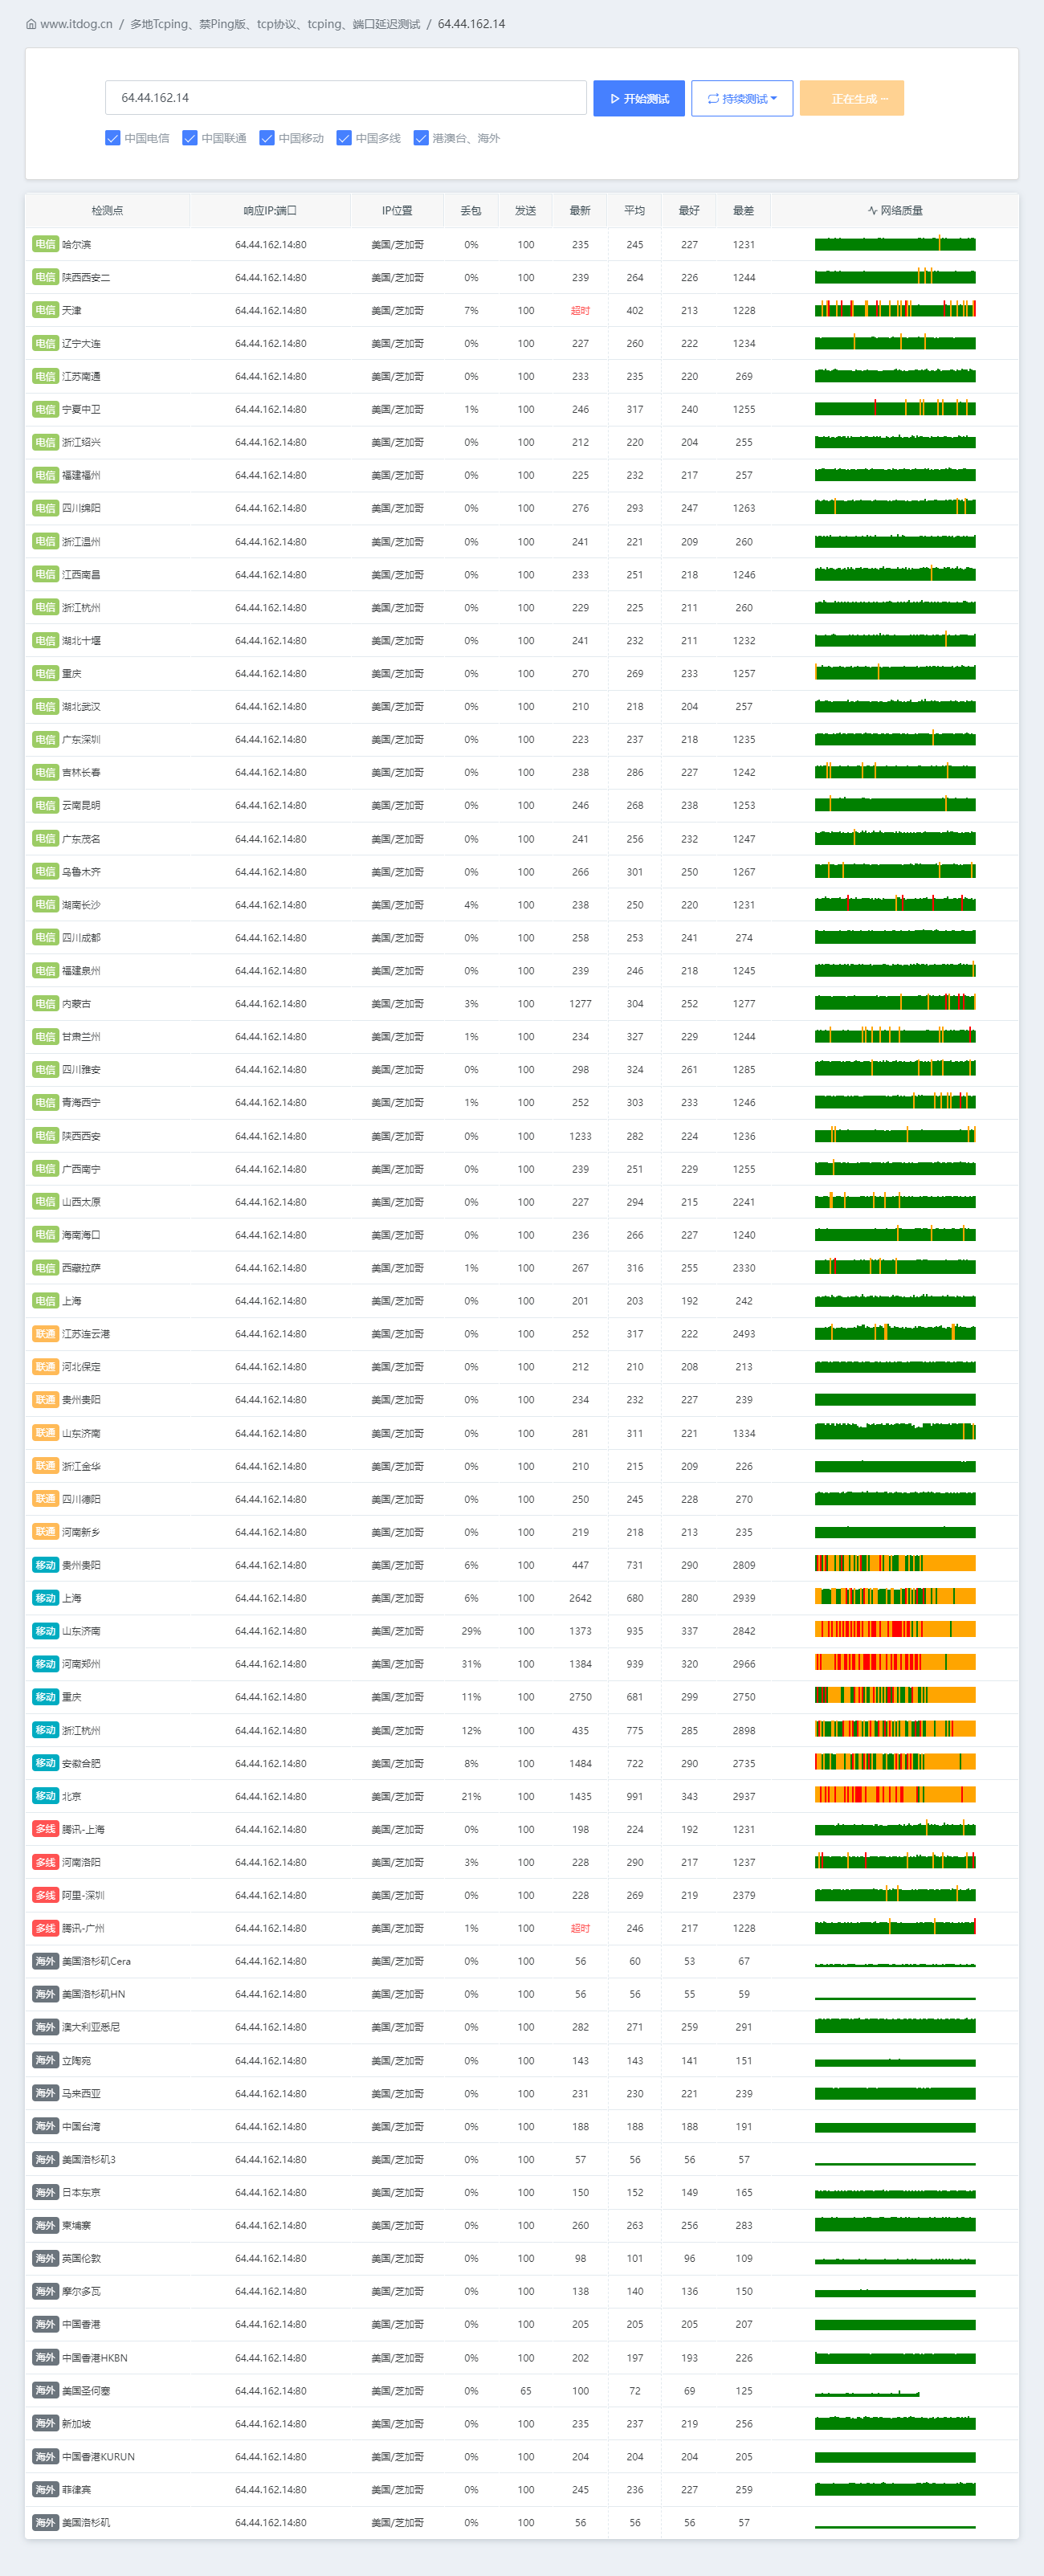 www.itdog.cn / 多地Tcping、禁Ping版、tcp协议、tcping、端口延迟测试 / 64.44.162.14
64.44.162.14 开始测试 持续测试 正在生成 ...
中国电信 中国联通 中国移动 中国多线 港澳台、海外
检测点 响应IP:端口 IP位置 丢包 发送 最新 平均 最好 最差 网络质量
电信 哈尔滨 64.44.162.14:80 美国/芝加哥 0% 100 235 245 227 1231
电信 陕西西安二 64.44.162.14:80 美国/芝加哥 0% 100 239 264 226 1244
电信 天津 64.44.162.14:80 美国/芝加哥 7% 100 超时 402 213 1228
电信 辽宁大连 64.44.162.14:80 美国/芝加哥 0% 100 227 260 222 1234
电信 江苏南通 64.44.162.14:80 美国/芝加哥 0% 100 233 235 220 269
电信 宁夏中卫 64.44.162.14:80 美国/芝加哥 1% 100 246 317 240 1255
电信 浙江绍兴 64.44.162.14:80 美国/芝加哥 0% 100 212 220 204 255
电信 福建福州 64.44.162.14:80 美国/芝加哥 0% 100 225 232 217 257
电信 四川绵阳 64.44.162.14:80 美国/芝加哥 0% 100 276 293 247 1263
电信 浙江温州 64.44.162.14:80 美国/芝加哥 0% 100 241 221 209 260
电信 江西南昌 64.44.162.14:80 美国/芝加哥 0% 100 233 251 218 1246
电信 浙江杭州 64.44.162.14:80 美国/芝加哥 0% 100 229 225 211 260
电信 湖北十堰 64.44.162.14:80 美国/芝加哥 0% 100 241 232 211 1232
电信 重庆 64.44.162.14:80 美国/芝加哥 0% 100 270 269 233 1257
电信 湖北武汉 64.44.162.14:80 美国/芝加哥 0% 100 210 218 204 257
电信 广东深圳 64.44.162.14:80 美国/芝加哥 0% 100 223 237 218 1235
电信 吉林长春 64.44.162.14:80 美国/芝加哥 0% 100 238 286 227 1242
电信 云南昆明 64.44.162.14:80 美国/芝加哥 0% 100 246 268 238 1253
电信 广东茂名 64.44.162.14:80 美国/芝加哥 0% 100 241 256 232 1247
电信 乌鲁木齐 64.44.162.14:80 美国/芝加哥 0% 100 266 301 250 1267
电信 湖南长沙 64.44.162.14:80 美国/芝加哥 4% 100 238 250 220 1231
电信 四川成都 64.44.162.14:80 美国/芝加哥 0% 100 258 253 241 274
电信 福建泉州 64.44.162.14:80 美国/芝加哥 0% 100 239 246 218 1245
电信 内蒙古 64.44.162.14:80 美国/芝加哥 3% 100 1277 304 252 1277
电信 甘肃兰州 64.44.162.14:80 美国/芝加哥 1% 100 234 327 229 1244
电信 四川雅安 64.44.162.14:80 美国/芝加哥 0% 100 298 324 261 1285
电信 青海西宁 64.44.162.14:80 美国/芝加哥 1% 100 252 303 233 1246
电信 陕西西安 64.44.162.14:80 美国/芝加哥 0% 100 1233 282 224 1236
电信 广西南宁 64.44.162.14:80 美国/芝加哥 0% 100 239 251 229 1255
电信 山西太原 64.44.162.14:80 美国/芝加哥 0% 100 227 294 215 2241
电信 海南海口 64.44.162.14:80 美国/芝加哥 0% 100 236 266 227 1240
电信 西藏拉萨 64.44.162.14:80 美国/芝加哥 1% 100 267 316 255 2330
电信 上海 64.44.162.14:80 美国/芝加哥 0% 100 201 203 192 242
联通 江苏连云港 64.44.162.14:80 美国/芝加哥 0% 100 252 317 222 2493
联通 河北保定 64.44.162.14:80 美国/芝加哥 0% 100 212 210 208 213
联通 贵州贵阳 64.44.162.14:80 美国/芝加哥 0% 100 234 232 227 239
联通 山东济南 64.44.162.14:80 美国/芝加哥 0% 100 281 311 221 1334
联通 浙江金华 64.44.162.14:80 美国/芝加哥 0% 100 210 215 209 226
联通 四川德阳 64.44.162.14:80 美国/芝加哥 0% 100 250 245 228 270
联通 河南新乡 64.44.162.14:80 美国/芝加哥 0% 100 219 218 213 235
移动 贵州贵阳 64.44.162.14:80 美国/芝加哥 6% 100 447 731 290 2809
移动 上海 64.44.162.14:80 美国/芝加哥 6% 100 2642 680 280 2939
移动 山东济南 64.44.162.14:80 美国/芝加哥 29% 100 1373 935 337 2842
移动 河南郑州 64.44.162.14:80 美国/芝加哥 31% 100 1384 939 320 2966
移动 重庆 64.44.162.14:80 美国/芝加哥 11% 100 2750 681 299 2750
移动 浙江杭州 64.44.162.14:80 美国/芝加哥 12% 100 435 775 285 2898
移动 安徽合肥 64.44.162.14:80 美国/芝加哥 8% 100 1484 722 290 2735
移动 北京 64.44.162.14:80 美国/芝加哥 21% 100 1435 991 343 2937
多线 腾讯-上海 64.44.162.14:80 美国/芝加哥 0% 100 198 224 192 1231
多线 河南洛阳 64.44.162.14:80 美国/芝加哥 3% 100 228 290 217 1237
多线 阿里-深圳 64.44.162.14:80 美国/芝加哥 0% 100 228 269 219 2379
多线 腾讯-广州 64.44.162.14:80 美国/芝加哥 1% 100 超时 246 217 1228
海外 美国洛杉矶Cera 64.44.162.14:80 美国/芝加哥 0% 100 56 60 53 67
海外 美国洛杉矶HN 64.44.162.14:80 美国/芝加哥 0% 100 56 56 55 59
海外 澳大利亚悉尼 64.44.162.14:80 美国/芝加哥 0% 100 282 271 259 291
海外 立陶宛 64.44.162.14:80 美国/芝加哥 0% 100 143 143 141 151
海外 马来西亚 64.44.162.14:80 美国/芝加哥 0% 100 231 230 221 239
海外 中国台湾 64.44.162.14:80 美国/芝加哥 0% 100 188 188 188 191
海外 美国洛杉矶3 64.44.162.14:80 美国/芝加哥 0% 100 57 56 56 57
海外 日本东京 64.44.162.14:80 美国/芝加哥 0% 100 150 152 149 165
海外 柬埔寨 64.44.162.14:80 美国/芝加哥 0% 100 260 263 256 283
海外 英国伦敦 64.44.162.14:80 美国/芝加哥 0% 100 98 101 96 109
海外 摩尔多瓦 64.44.162.14:80 美国/芝加哥 0% 100 138 140 136 150
海外 中国香港 64.44.162.14:80 美国/芝加哥 0% 100 205 205 205 207
海外 中国香港HKBN 64.44.162.14:80 美国/芝加哥 0% 100 202 197 193 226
海外 美国圣何塞 64.44.162.14:80 美国/芝加哥 0% 65 100 72 69 125
海外 新加坡 64.44.162.14:80 美国/芝加哥 0% 100 235 237 219 256
海外 中国香港KURUN 64.44.162.14:80 美国/芝加哥 0% 100 204 204 204 205
海外 菲律宾 64.44.162.14:80 美国/芝加哥 0% 100 245 236 227 259
海外 美国洛杉矶 64.44.162.14:80 美国/芝加哥 0% 100 56 56 56 57